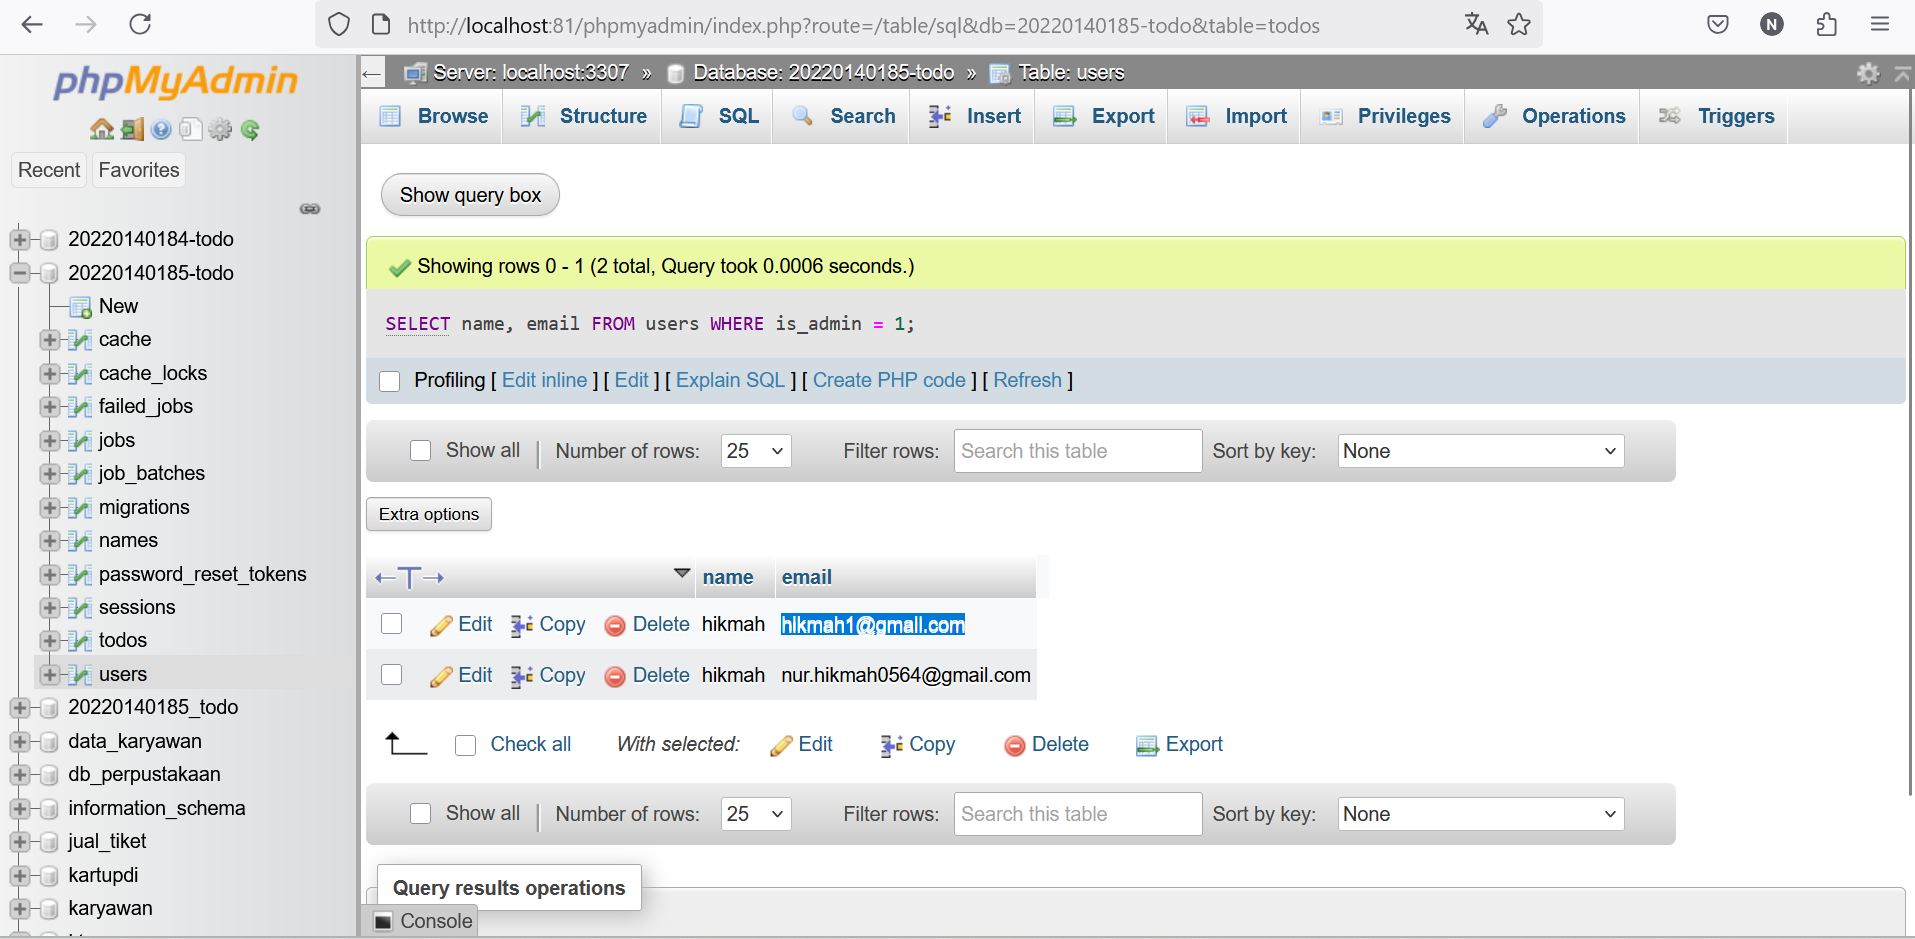 http://localhost:81/phpmyadmin/index.php?route=/table/sql&db=20220140185-todo&table=todos
N
phpMyAdmin
Recent Favorites
20220140184-todo
20220140185-todo
New
cache
cache_locks
failed_jobs
jobs
job_batches
migrations
names
password_reset_tokens
sessions
todos
users
20220140185_todo
data_karyawan
db_perpustakaan
information_schema
jual_tiket
kartupdi
karyawan
Server: localhost:3307 » Database: 20220140185-todo » Table: users
Browse Structure SQL Search Insert Export Import Privileges Operations Triggers
Show query box
Showing rows 0 - 1 (2 total, Query took 0.0006 seconds.)
SELECT name, email FROM users WHERE is_admin = 1;
Profiling [ Edit inline ] [ Edit ] [ Explain SQL ] [ Create PHP code ] [ Refresh ]
Show all | Number of rows: 25 Filter rows: Search this table Sort by key: None
Extra options
←T→ name email
Edit Copy Delete hikmah hikmah1@gmail.com
Edit Copy Delete hikmah nur.hikmah0564@gmail.com
Check all With selected: Edit Copy Delete Export
Show all | Number of rows: 25 Filter rows: Search this table Sort by key: None
Query results operations
Console